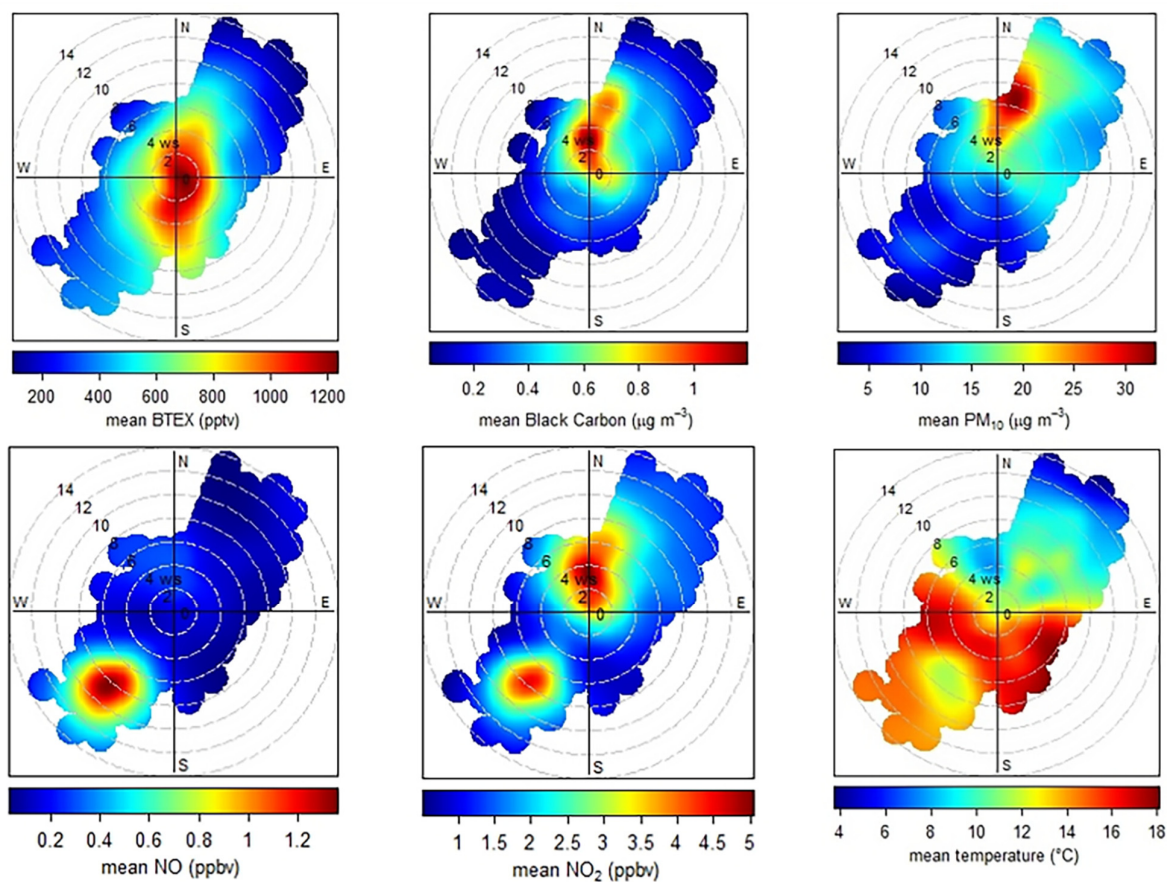 N
14
12
10
8
6
4 ws
2
0
W
E
S
200 400 600 800 1000 1200
mean BTEX (pptv)
N
14
12
10
8
6
4 ws
2
0
W
E
S
0.2 0.4 0.6 0.8 1
mean Black Carbon (μg m⁻³)
N
14
12
10
8
6
4 ws
2
0
W
E
S
5 10 15 20 25 30
mean PM₁₀ (μg m⁻³)
N
14
12
10
8
6
4 ws
2
0
W
E
S
0.2 0.4 0.6 0.8 1 1.2
mean NO (ppbv)
N
14
12
10
8
6
4 ws
2
0
W
E
S
1 1.5 2 2.5 3 3.5 4 4.5 5
mean NO₂ (ppbv)
N
14
12
10
8
6
4 ws
2
0
W
E
S
4 6 8 10 12 14 16 18
mean temperature (°C)